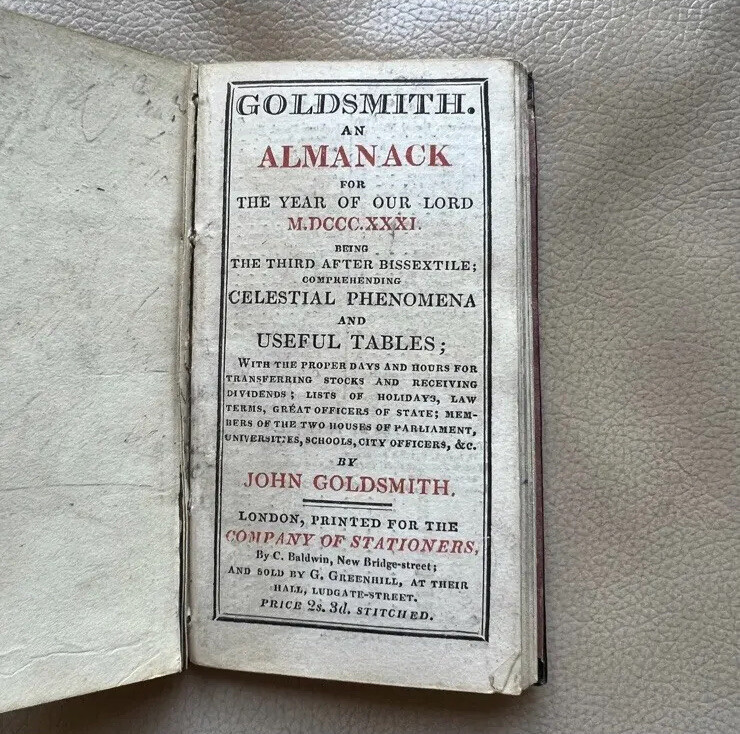 GOLDSMITH.
AN
ALMANACK
FOR
THE YEAR OF OUR LORD
M.DCCC.XXXI.
BEING
THE THIRD AFTER BISSEXTILE;
COMPREHENDING
CELESTIAL PHENOMENA
AND
USEFUL TABLES;
WITH THE PROPER DAYS AND HOURS FOR
TRANSFERRING STOCKS AND RECEIVING
DIVIDENDS; LISTS OF HOLIDAYS, LAW
TERMS, GREAT OFFICERS OF STATE; MEM-
BERS OF THE TWO HOUSES OF PARLIAMENT,
UNIVERSITIES, SCHOOLS, CITY OFFICERS, &C.
BY
JOHN GOLDSMITH.
LONDON, PRINTED FOR THE
COMPANY OF STATIONERS,
By C. Baldwin, New Bridge-street;
AND SOLD BY G. GREENHILL, AT THEIR
HALL, LUDGATE-STREET.
PRICE 2s. 3d. STITCHED.